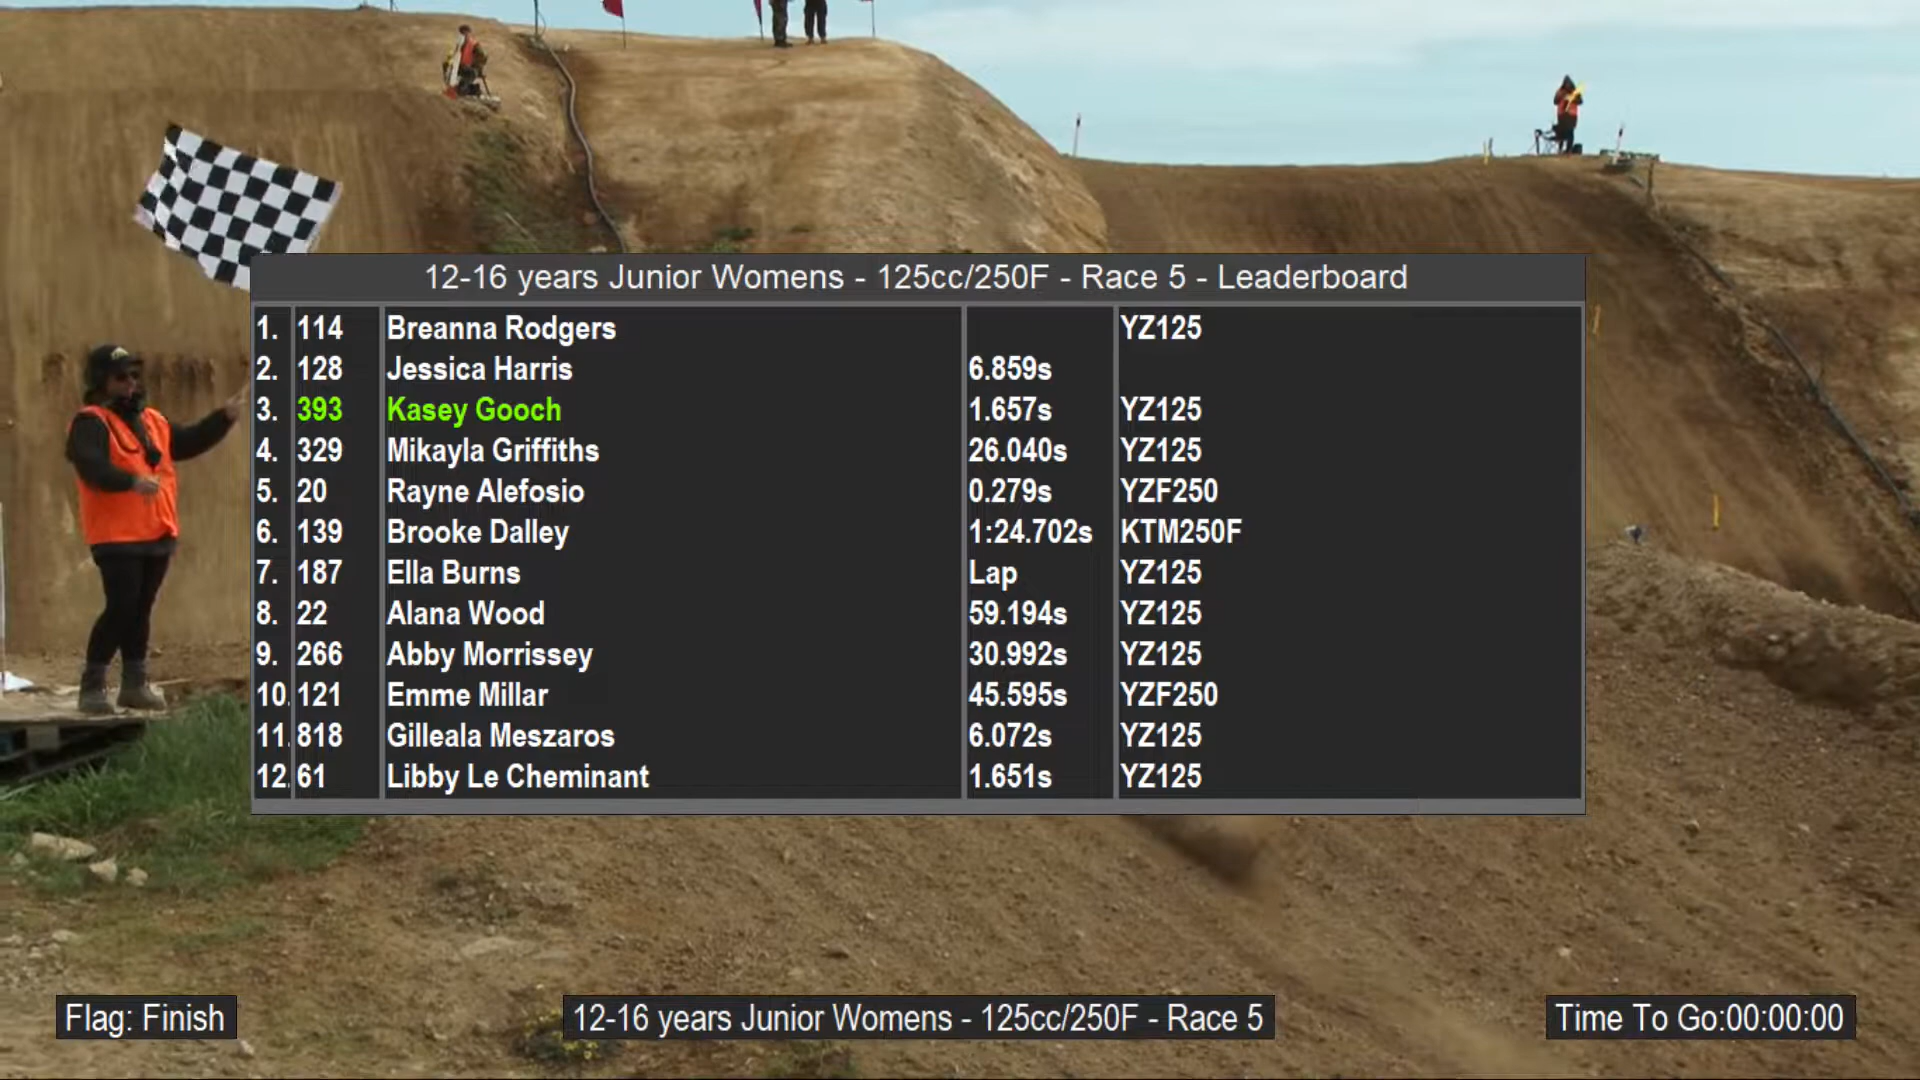 12-16 years Junior Womens - 125cc/250F - Race 5 - Leaderboard
1. 114 Breanna Rodgers YZ125
2. 128 Jessica Harris 6.859s
3. 393 Kasey Gooch 1.657s YZ125
4. 329 Mikayla Griffiths 26.040s YZ125
5. 20 Rayne Alefosio 0.279s YZF250
6. 139 Brooke Dalley 1:24.702s KTM250F
7. 187 Ella Burns Lap YZ125
8. 22 Alana Wood 59.194s YZ125
9. 266 Abby Morrissey 30.992s YZ125
10. 121 Emme Millar 45.595s YZF250
11. 818 Gilleala Meszaros 6.072s YZ125
12. 61 Libby Le Cheminant 1.651s YZ125
Flag: Finish
12-16 years Junior Womens - 125cc/250F - Race 5
Time To Go:00:00:00